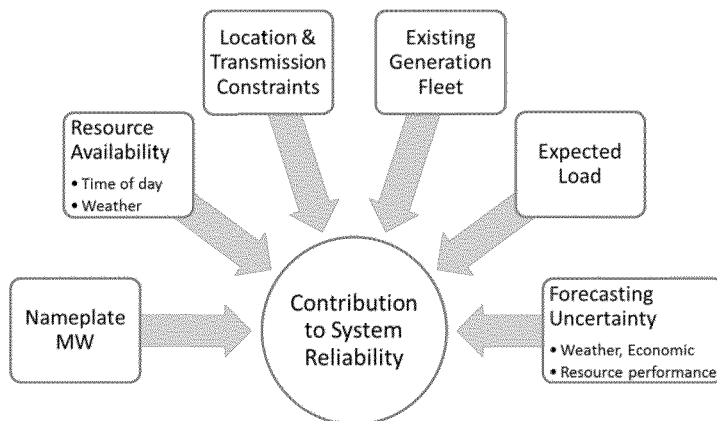 Location &
Transmission
Constraints
Existing
Generation
Fleet
Resource
Availability
• Time of day
• Weather
Expected
Load
Nameplate
MW
Contribution
to System
Reliability
Forecasting
Uncertainty
• Weather, Economic
• Resource performance